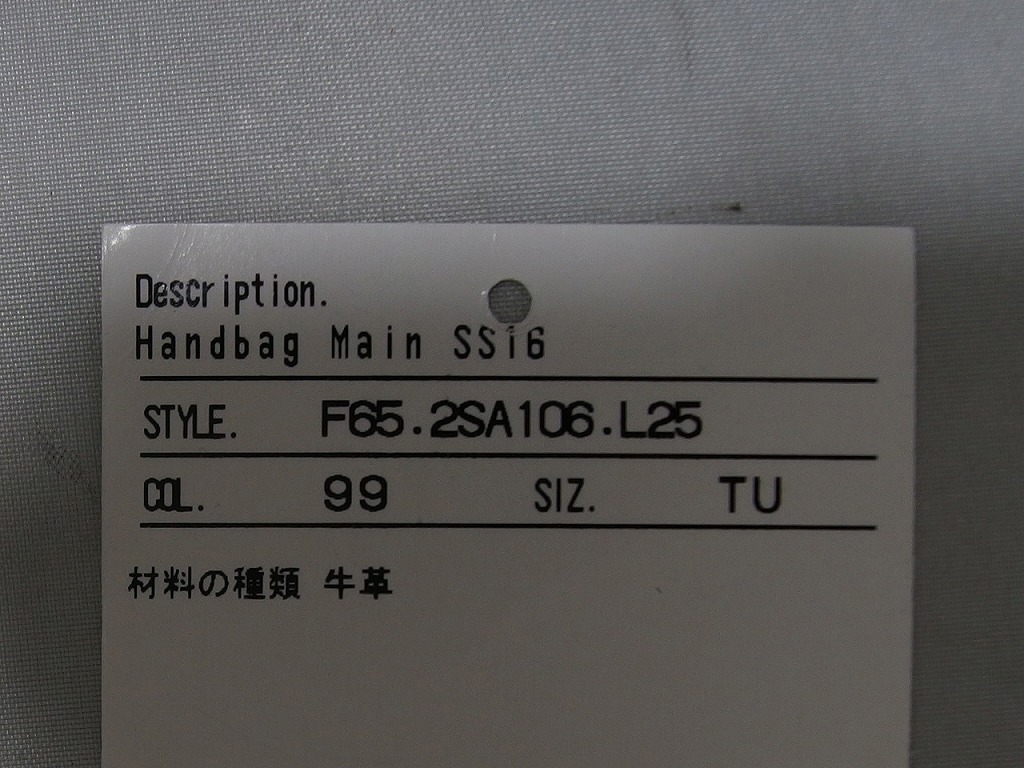 Description.
Handbag Main SS16
STYLE. F65.2SA106.L25
COL. 99 SIZ. TU
材料の種類 牛革